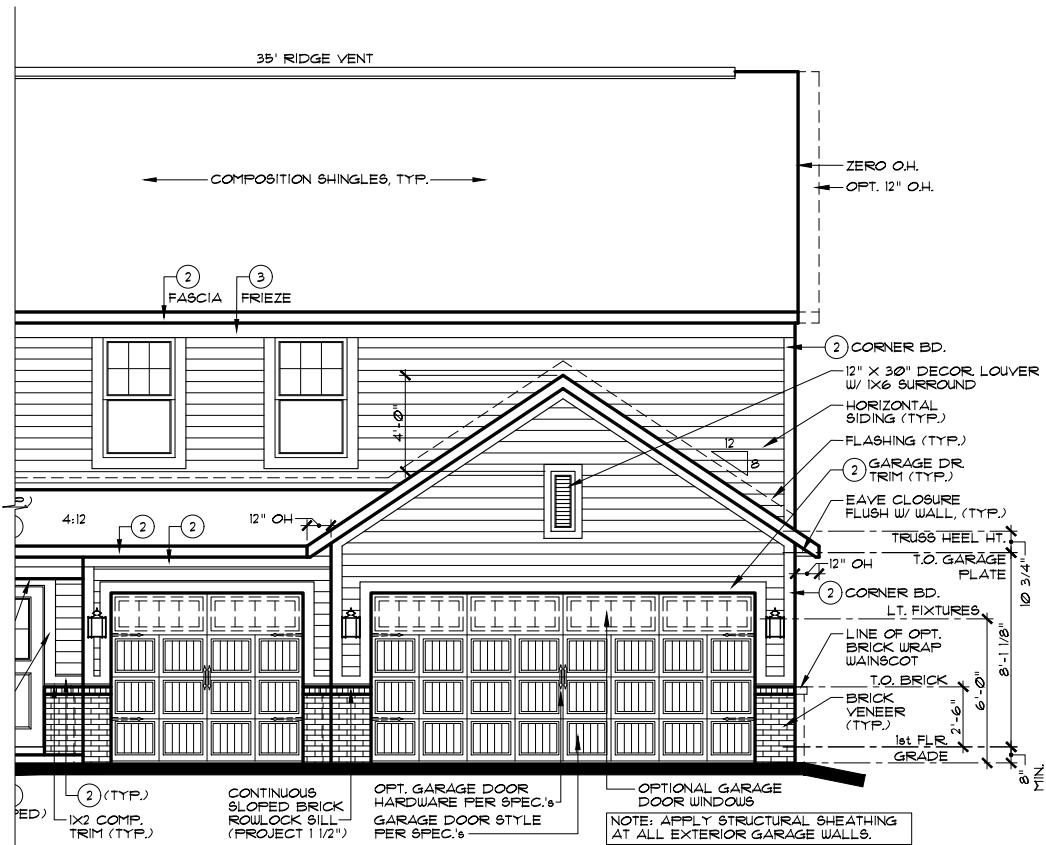 35' RIDGE VENT
COMPOSITION SHINGLES, TYP.
ZERO O.H.
OPT. 12" O.H.
2
FASCIA
3
FRIEZE
2 CORNER BD.
12" X 30" DECOR. LOUVER
W/ 1X6 SURROUND
HORIZONTAL
SIDING (TYP.)
4'-0"
12
8
FLASHING (TYP.)
2 GARAGE DR.
TRIM (TYP.)
EAVE CLOSURE
FLUSH W/ WALL, (TYP.)
4:12
2
2
12" OH
TRUSS HEEL HT.
12" OH
T.O. GARAGE
PLATE
10 3/4"
2 CORNER BD.
LT. FIXTURES
LINE OF OPT.
BRICK WRAP
WAINSCOT
8'-1 1/8"
T.O. BRICK
6'-0"
BRICK
VENEER
(TYP.)
2'-6"
1st FLR.
GRADE
8"
MIN.
PED)
2 (TYP.)
1X2 COMP.
TRIM (TYP.)
CONTINUOUS
SLOPED BRICK
ROWLOCK SILL
(PROJECT 1 1/2")
OPT. GARAGE DOOR
HARDWARE PER SPEC.'s
GARAGE DOOR STYLE
PER SPEC.'s
OPTIONAL GARAGE
DOOR WINDOWS
NOTE: APPLY STRUCTURAL SHEATHING
AT ALL EXTERIOR GARAGE WALLS.